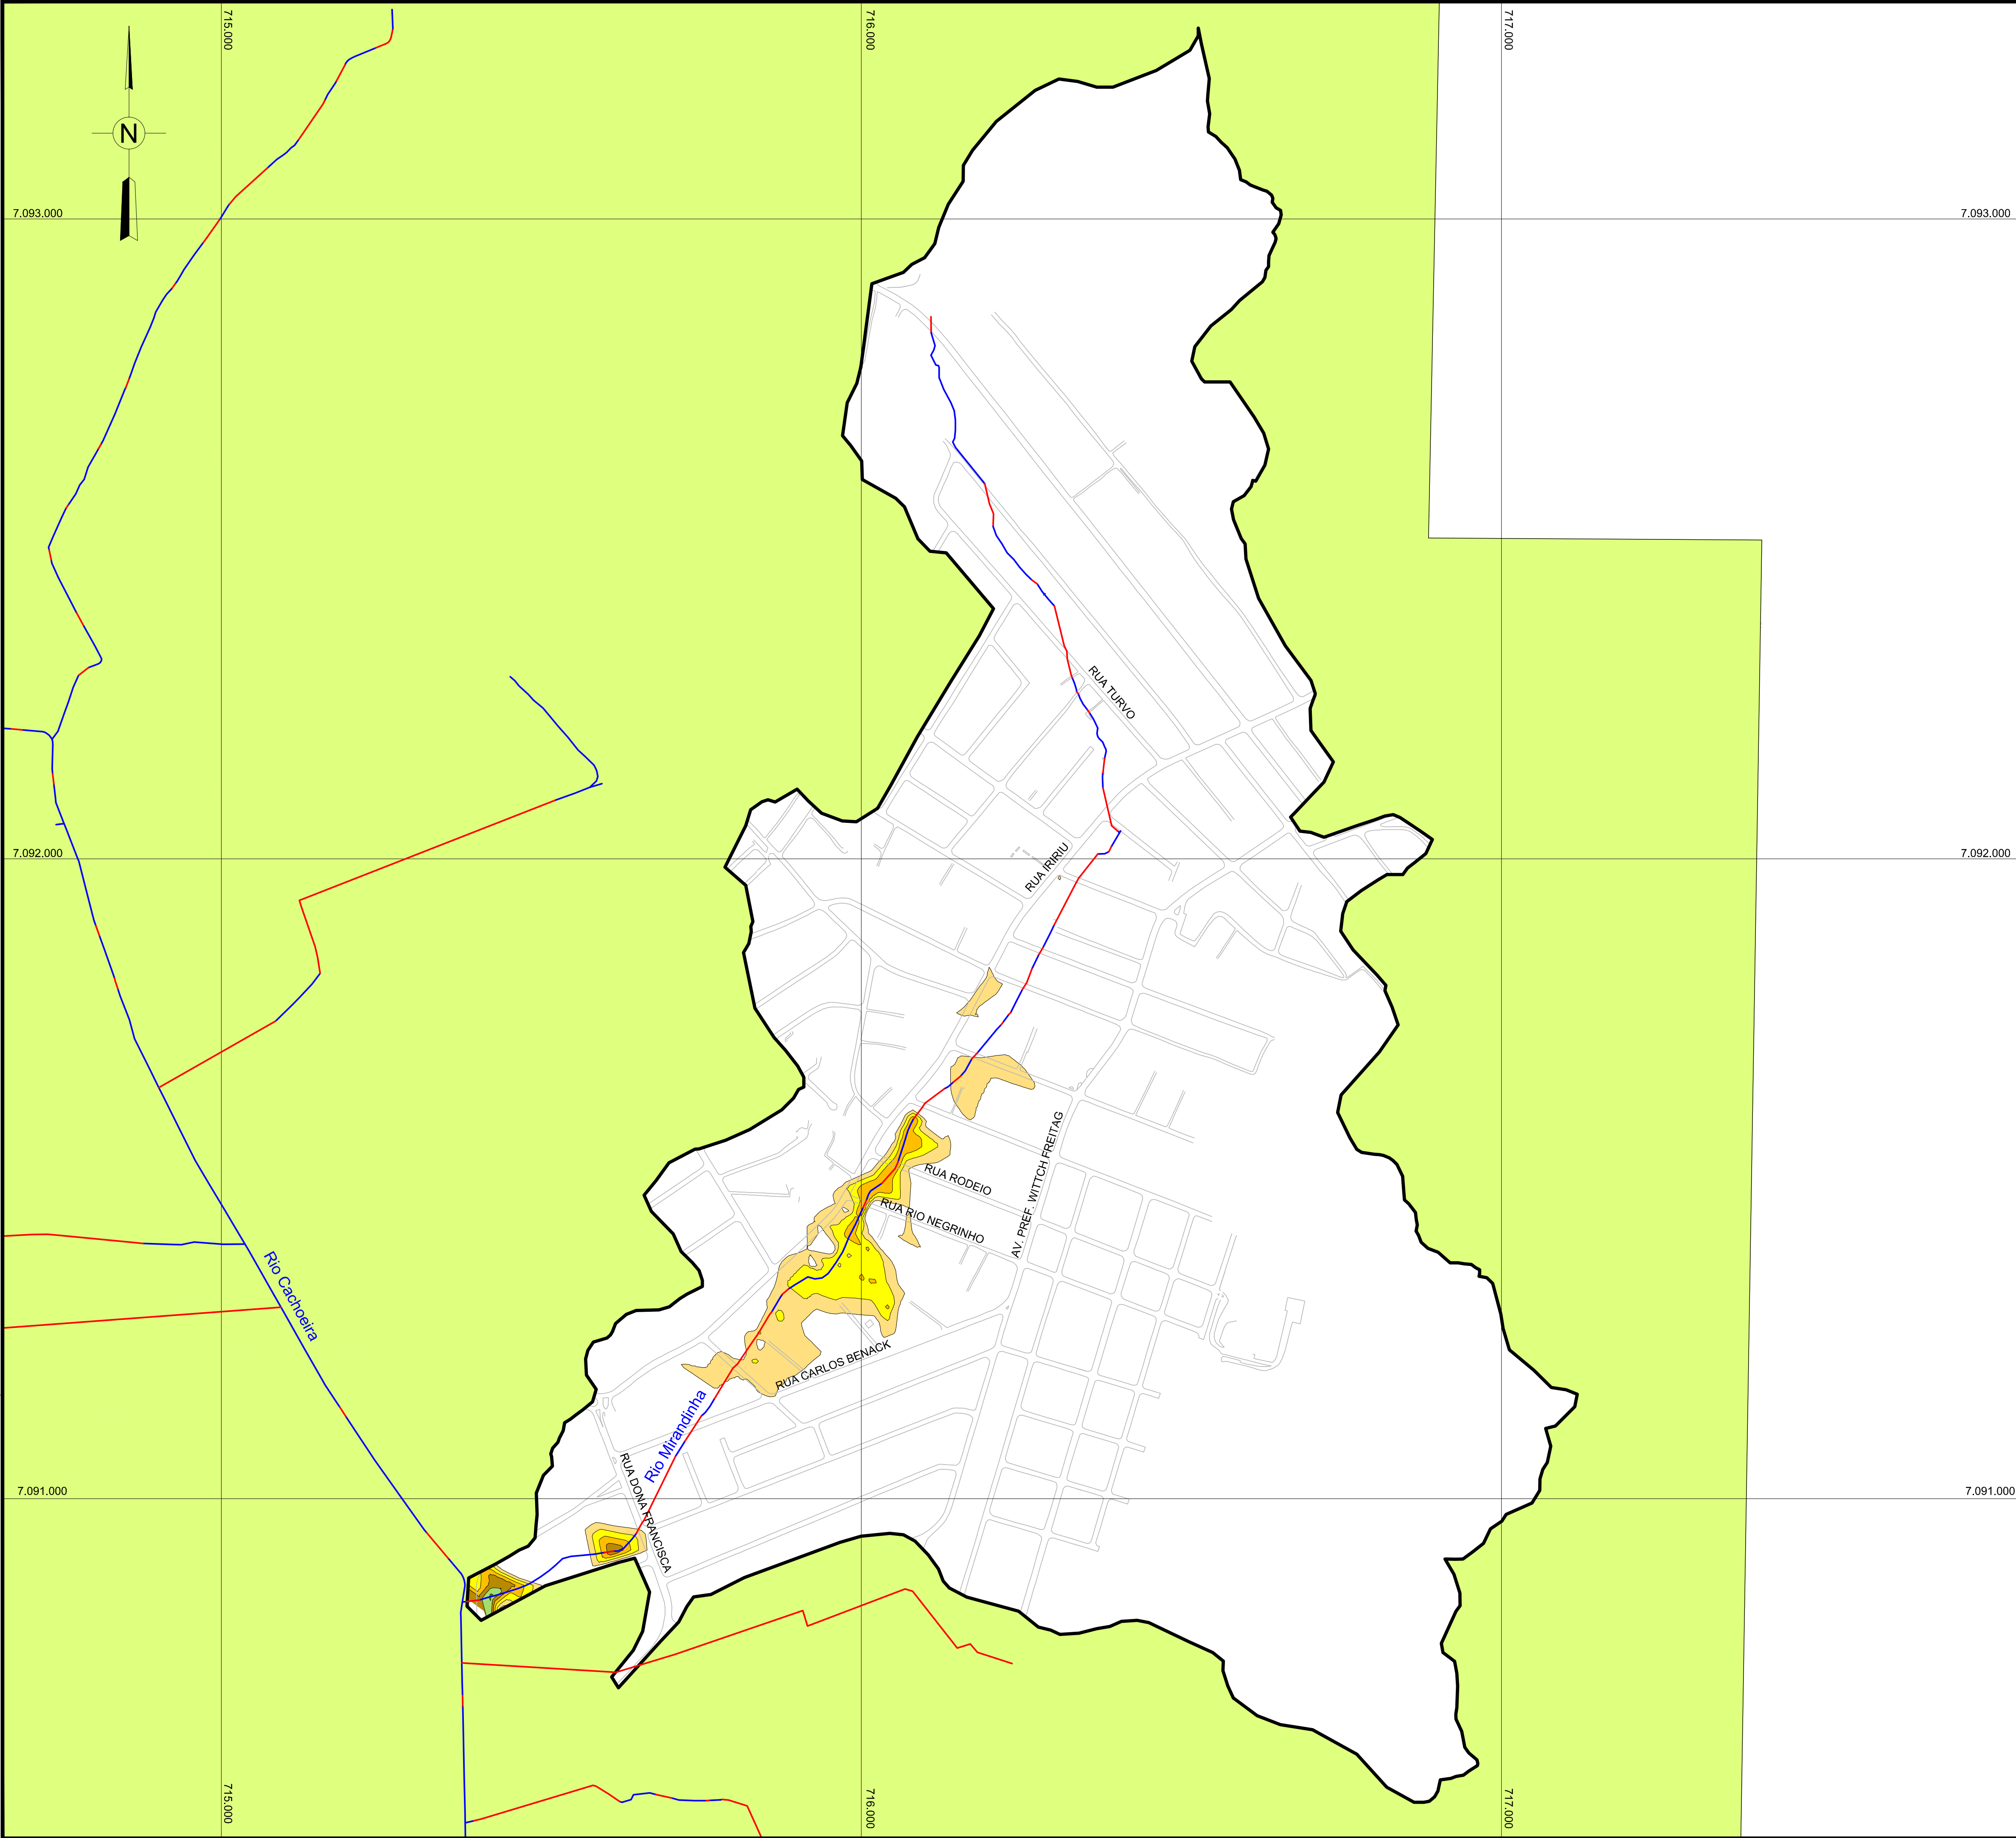 715.000
716.000
717.000
N
7.093.000
7.093.000
RUA TURVO
7.092.000
7.092.000
RUA IRIRIU
AV. PREF. WITTCH FREITAG
RUA RODEIO
RUA RIO NEGRINHO
Rio Cachoeira
RUA CARLOS BENACK
Rio Mirandinha
RUA DONA FRANCISCA
7.091.000
7.091.000
715.000
716.000
717.000